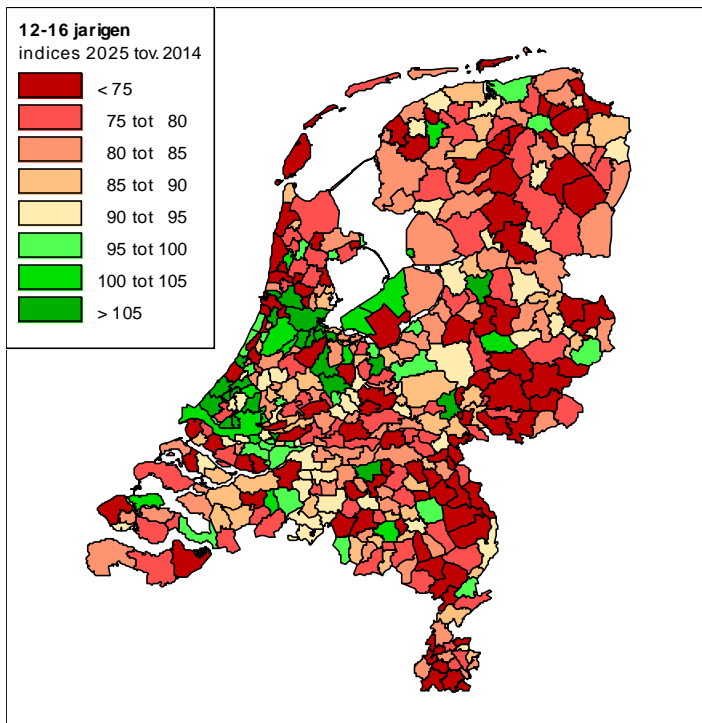 12-16 jarigen
indices 2025 tov. 2014
< 75
75 tot 80
80 tot 85
85 tot 90
90 tot 95
95 tot 100
100 tot 105
> 105